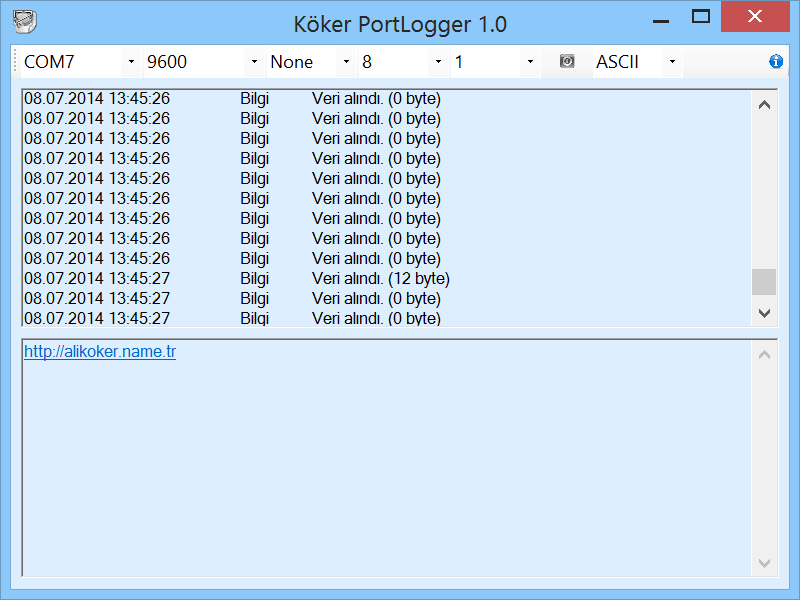 Köker PortLogger 1.0
COM7 9600 None 8 1 ASCII
08.07.2014 13:45:26 Bilgi Veri alındı. (0 byte)
08.07.2014 13:45:26 Bilgi Veri alındı. (0 byte)
08.07.2014 13:45:26 Bilgi Veri alındı. (0 byte)
08.07.2014 13:45:26 Bilgi Veri alındı. (0 byte)
08.07.2014 13:45:26 Bilgi Veri alındı. (0 byte)
08.07.2014 13:45:26 Bilgi Veri alındı. (0 byte)
08.07.2014 13:45:26 Bilgi Veri alındı. (0 byte)
08.07.2014 13:45:26 Bilgi Veri alındı. (0 byte)
08.07.2014 13:45:26 Bilgi Veri alındı. (0 byte)
08.07.2014 13:45:27 Bilgi Veri alındı. (12 byte)
08.07.2014 13:45:27 Bilgi Veri alındı. (0 byte)
08.07.2014 13:45:27 Bilgi Veri alındı. (0 byte)
http://alikoker.name.tr